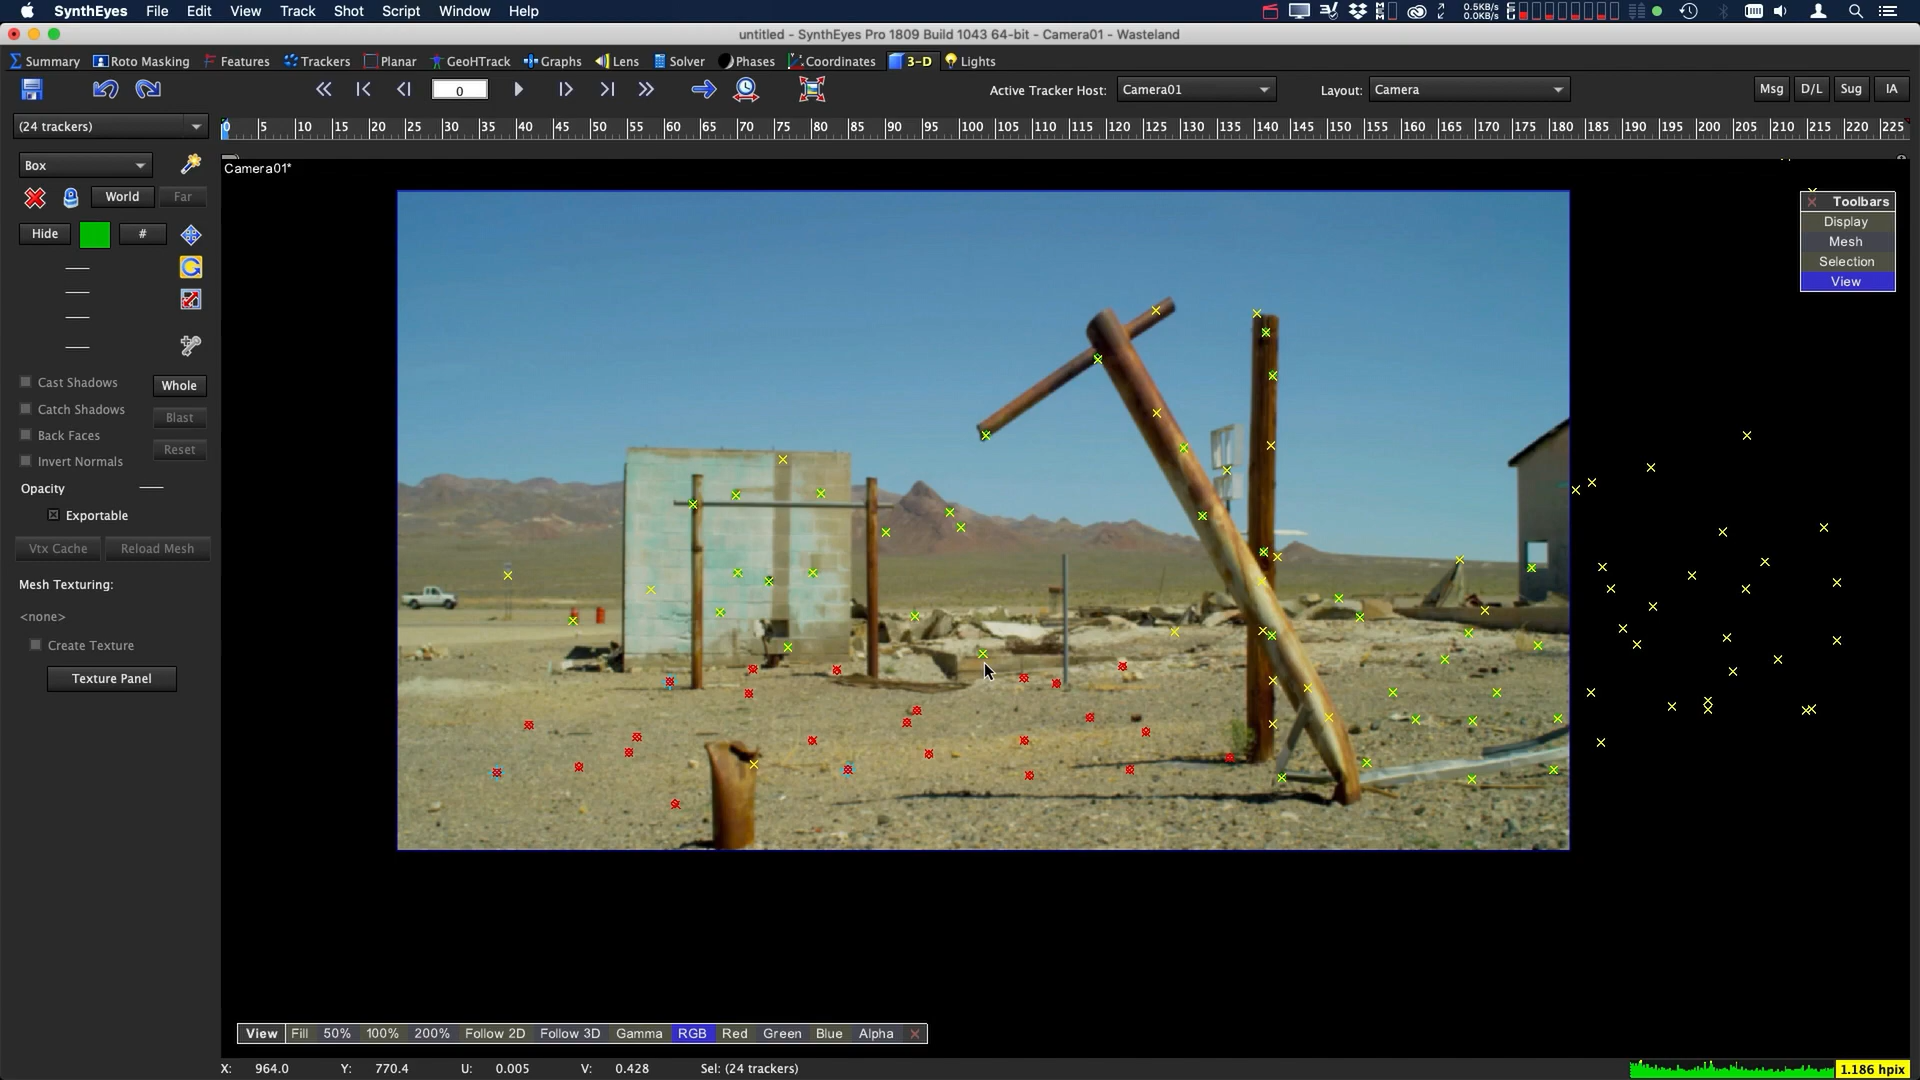 SynthEyes File Edit View Track Shot Script Window Help 0.5KB/s 0.0KB/s
untitled - SynthEyes Pro 1809 Build 1043 64-bit - Camera01 - Wasteland
Summary Roto Masking Features Trackers Planar GeoHTrack Graphs Lens Solver Phases Coordinates 3-D Lights
0 Active Tracker Host: Camera01 Layout: Camera Msg D/L Sug IA
(24 trackers) 0 5 10 15 20 25 30 35 40 45 50 55 60 65 70 75 80 85 90 95 100 105 110 115 120 125 130 135 140 145 150 155 160 165 170 175 180 185 190 195 200 205 210 215 220 225
Box
Camera01*
World Far
Hide #
Toolbars
Display
Mesh
Selection
View
Cast Shadows Whole
Catch Shadows Blast
Back Faces
Invert Normals Reset
Opacity
Exportable
Vtx Cache Reload Mesh
Mesh Texturing:
<none>
Create Texture
Texture Panel
View Fill 50% 100% 200% Follow 2D Follow 3D Gamma RGB Red Green Blue Alpha
X: 964.0 Y: 770.4 U: 0.005 V: 0.428 Sel: (24 trackers) 1.186 hpix